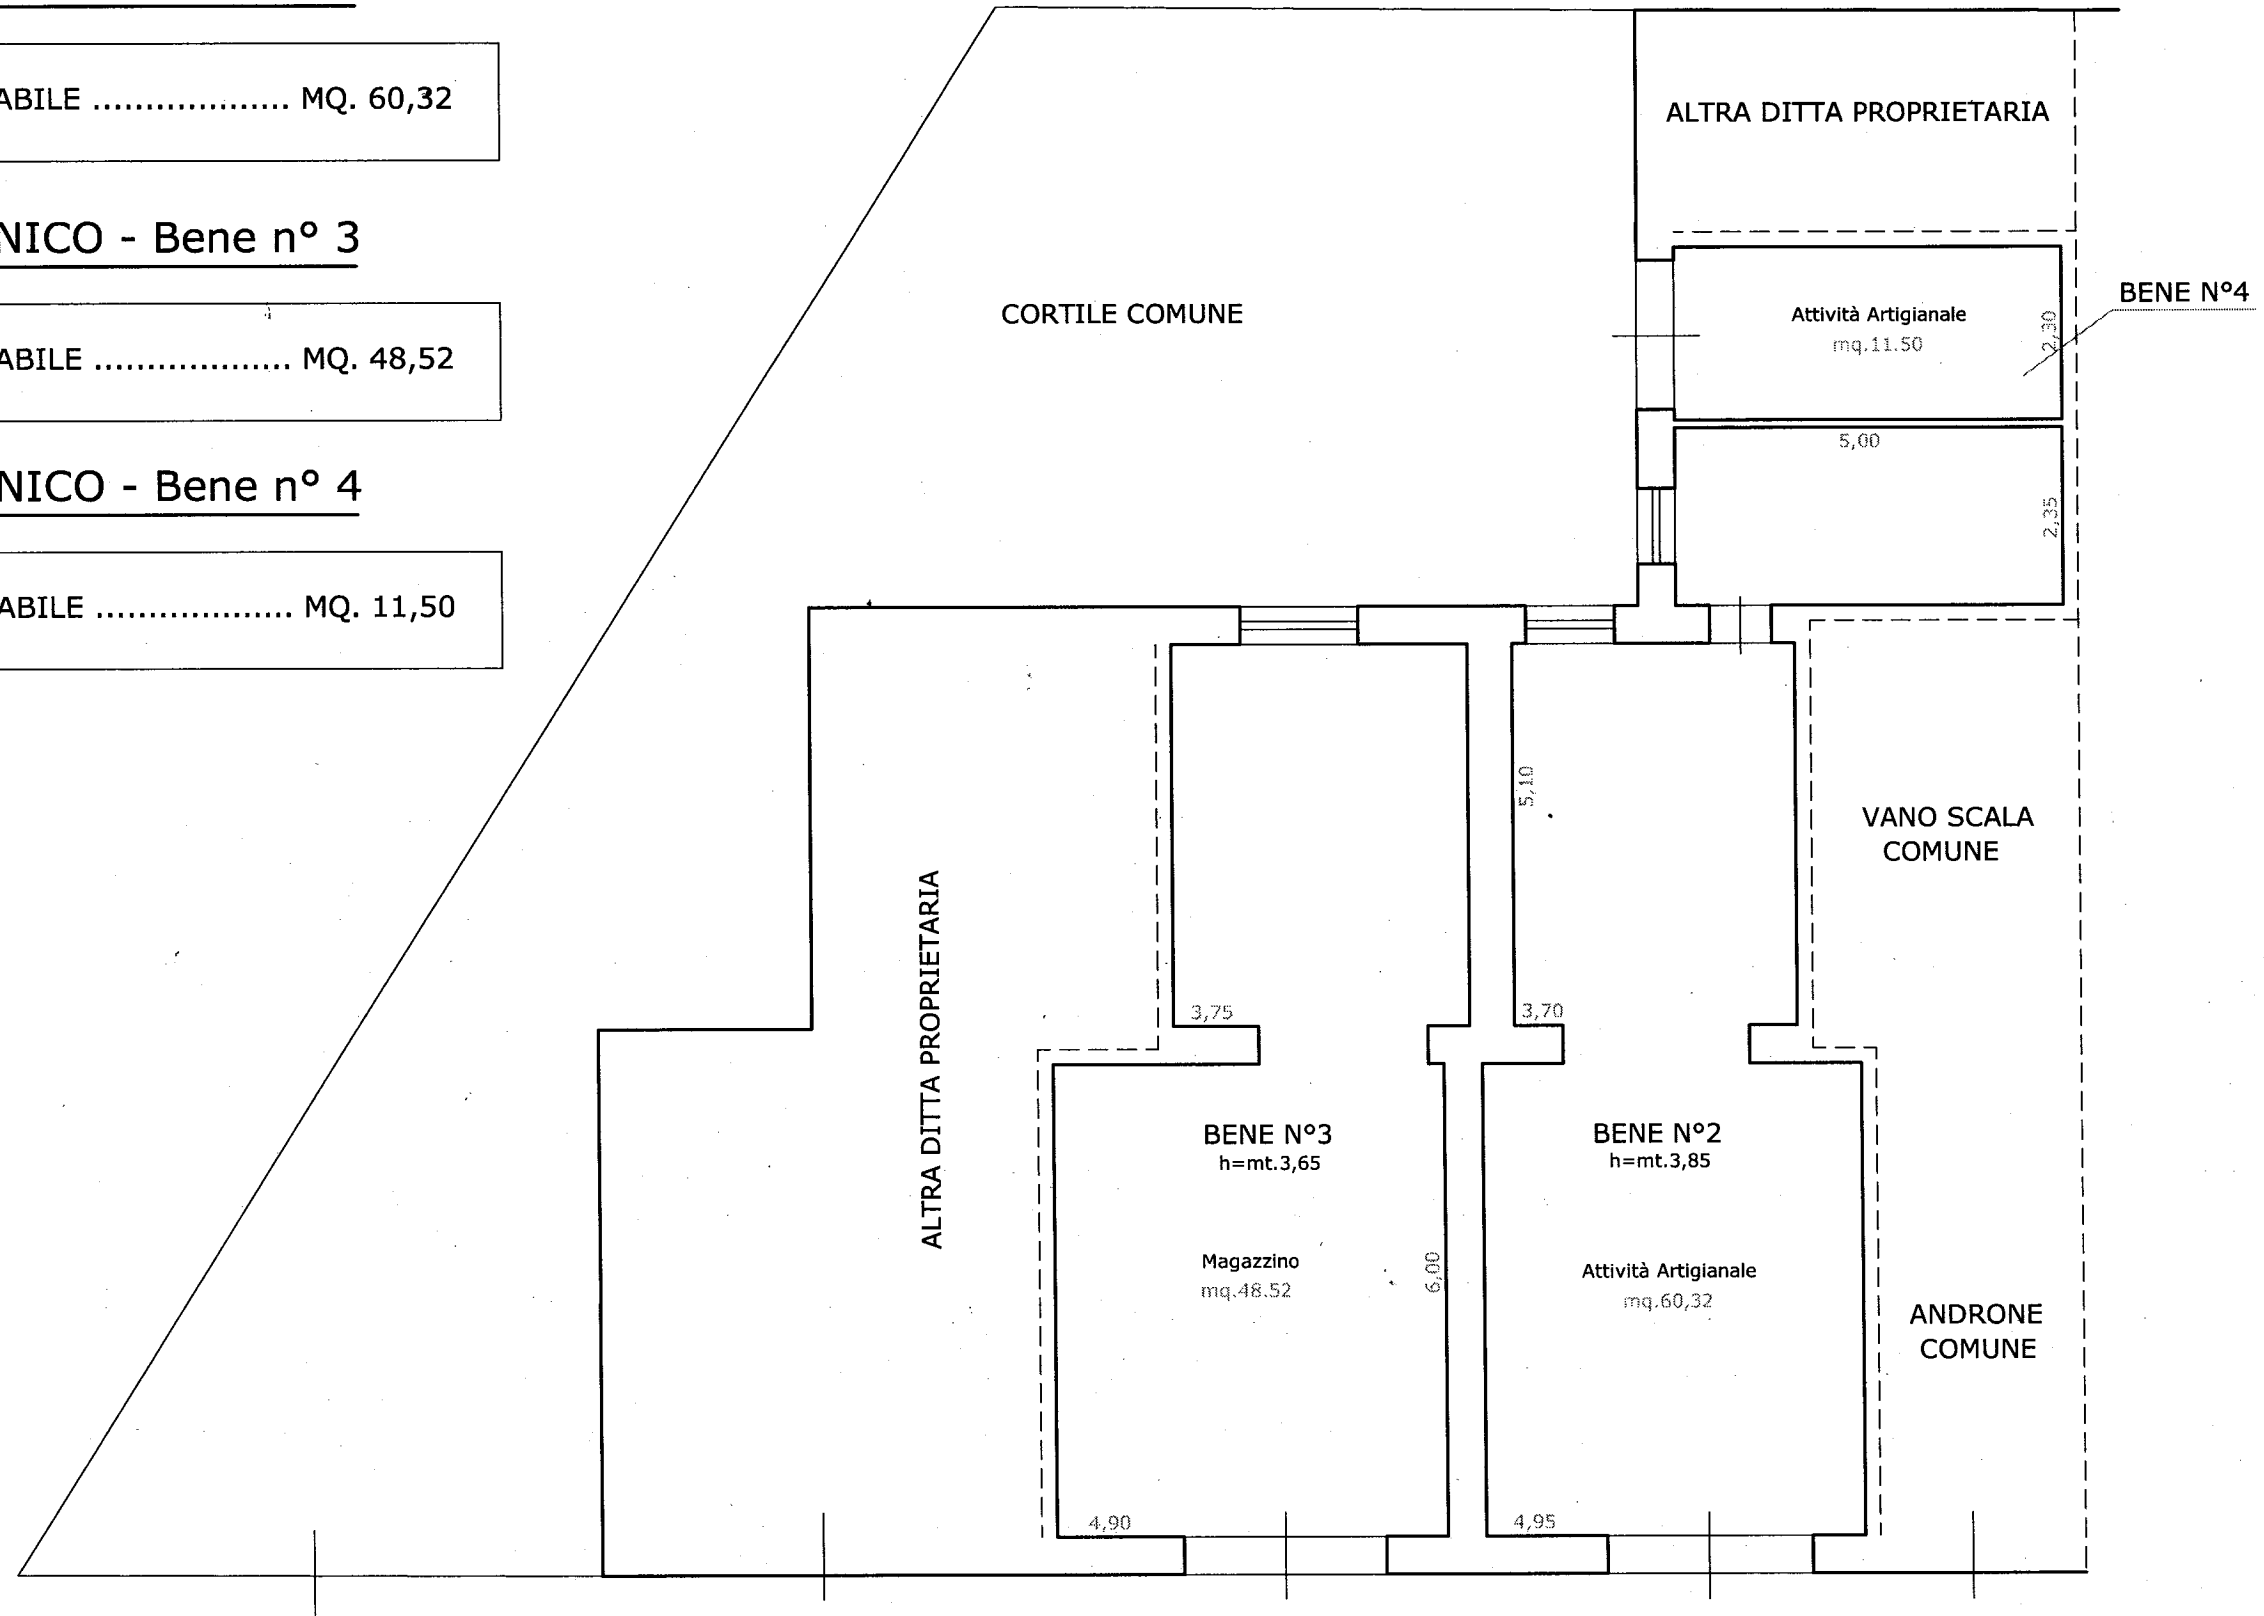 ABILE ................... MQ. 60,32
NICO - Bene n° 3
ABILE ................... MQ. 48,52
NICO - Bene n° 4
ABILE ................... MQ. 11,50
ALTRA DITTA PROPRIETARIA
CORTILE COMUNE
Attività Artigianale
mq.11.50
2,30
BENE N°4
5,00
2,35
5,10
VANO SCALA
COMUNE
ALTRA DITTA PROPRIETARIA
3,75
3,70
BENE N°3
h=mt.3,65
BENE N°2
h=mt.3,85
Magazzino
mq.48.52
6,00
Attività Artigianale
mq.60,32
ANDRONE
COMUNE
4,90
4,95